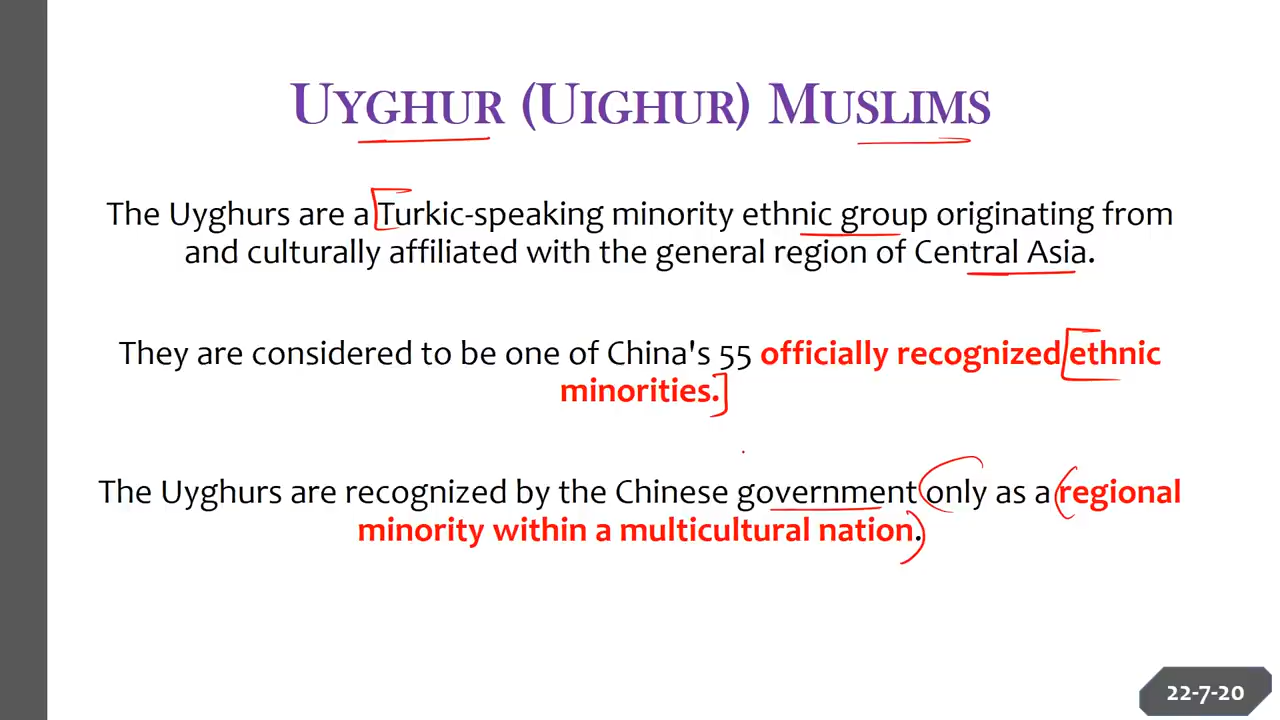 UYGHUR (UIGHUR) MUSLIMS
The Uyghurs are a Turkic-speaking minority ethnic group originating from
and culturally affiliated with the general region of Central Asia.
They are considered to be one of China's 55 officially recognized ethnic
minorities.
The Uyghurs are recognized by the Chinese government only as a regional
minority within a multicultural nation.
22-7-20